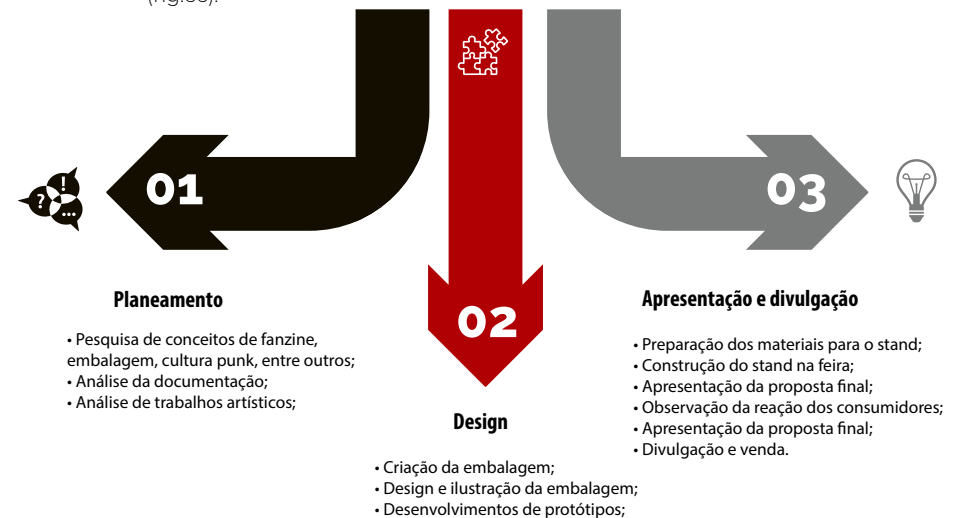 01
02
03
?
!
...
Planeamento
• Pesquisa de conceitos de fanzine,
embalagem, cultura punk, entre outros;
• Análise da documentação;
• Análise de trabalhos artísticos;
Design
• Criação da embalagem;
• Design e ilustração da embalagem;
• Desenvolvimentos de protótipos;
Apresentação e divulgação
• Preparação dos materiais para o stand;
• Construção do stand na feira;
• Apresentação da proposta final;
• Observação da reação dos consumidores;
• Apresentação da proposta final;
• Divulgação e venda.